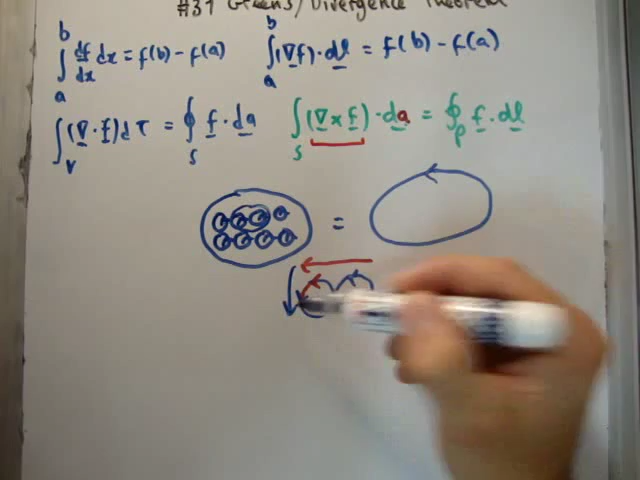 #31 Greens/Divergence Theorem
∫ₐᵇ df/dx dx = f(b) - f(a) ∫ₐᵇ (∇f)·dl = f(b) - f(a)
∫ᵥ (∇·f)dτ = ∮ₛ f·da ∫ₛ (∇×f)·da = ∮ₚ f·dl
=